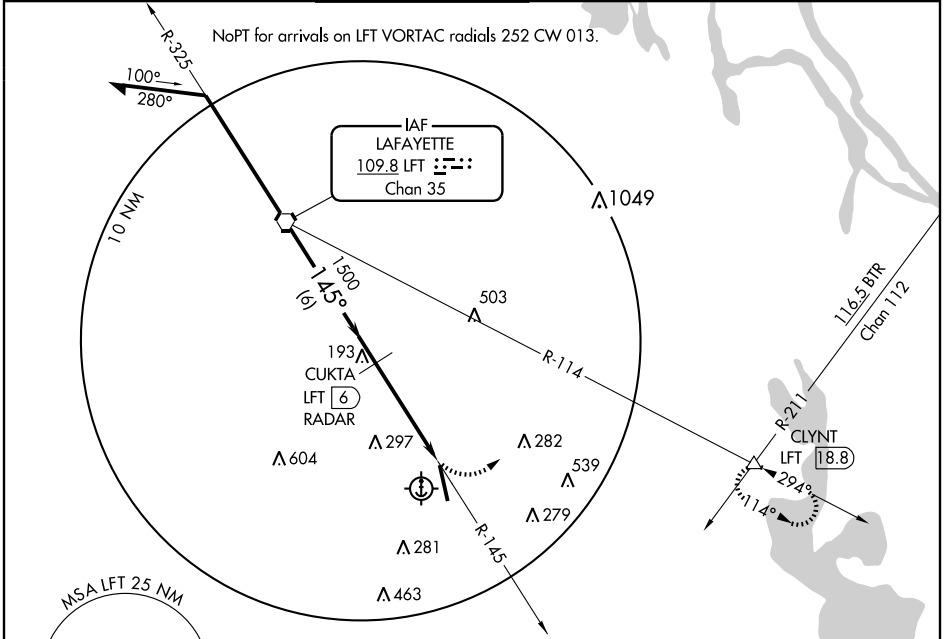 NoPT for arrivals on LFT VORTAC radials 252 CW 013.
R-325
100°
280°
IAF
LAFAYETTE
109.8 LFT
Chan 35
10 NM
1049
1500
145°
(6)
503
116.5 BTR
Chan 112
193
CUKTA
LFT 6
RADAR
R-114
R-211
CLYNT
LFT 18.8
297
282
604
539
294°
114°
279
R-145
281
463
MSA LFT 25 NM